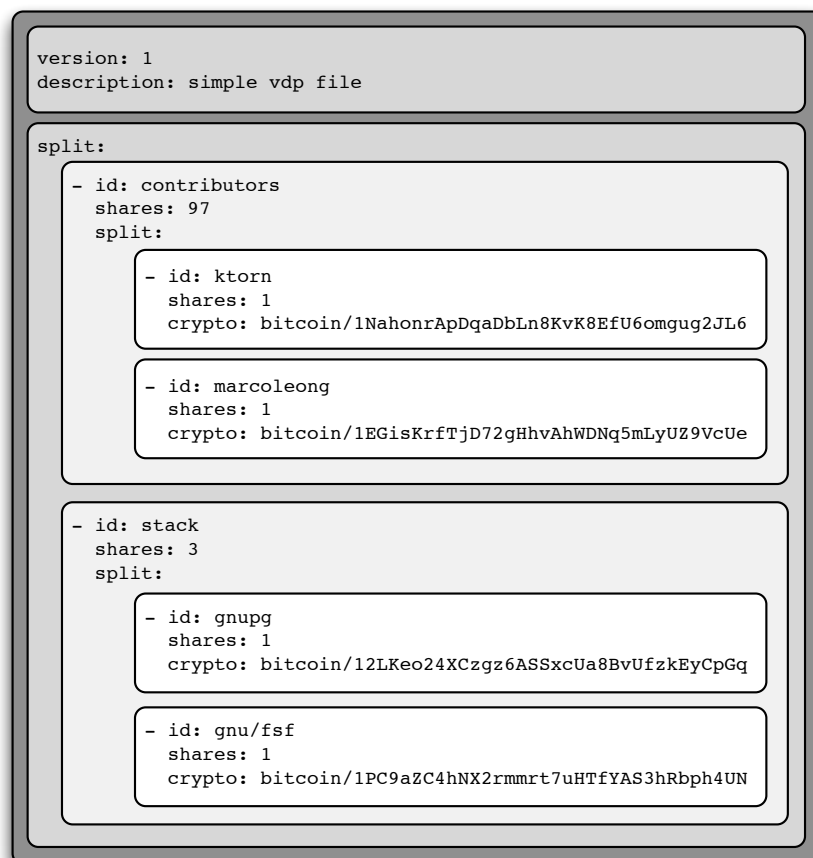 version: 1
description: simple vdp file
split:
- id: contributors
shares: 97
split:
- id: ktorn
shares: 1
crypto: bitcoin/1NahonrApDqaDbLn8KvK8EfU6omgug2JL6
- id: marcoleong
shares: 1
crypto: bitcoin/1EGisKrfTjD72gHhvAhWDNq5mLyUZ9VcUe
- id: stack
shares: 3
split:
- id: gnupg
shares: 1
crypto: bitcoin/12LKeo24XCzgz6ASSxcUa8BvUfzkEyCpGq
- id: gnu/fsf
shares: 1
crypto: bitcoin/1PC9aZC4hNX2rmmrt7uHTfYAS3hRbph4UN